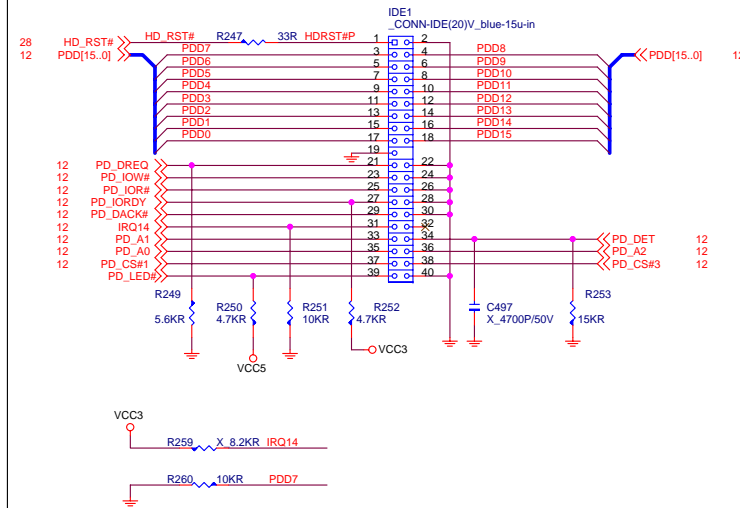 IDE1
_CONN-IDE(20)V_blue-15u-in
28 HD_RST# HD_RST# R247 33R HDRST#P 1 2
12 PDD[15..0] PDD7 3 4 PDD8 PDD[15..0] 12
PDD6 5 6 PDD9
PDD5 7 8 PDD10
PDD4 9 10 PDD11
PDD3 11 12 PDD12
PDD2 13 14 PDD13
PDD1 15 16 PDD14
PDD0 17 18 PDD15
19
12 PD_DREQ 21 22
12 PD_IOW# 23 24
12 PD_IOR# 25 26
12 PD_IORDY 27 28
12 PD_DACK# 29 30
12 IRQ14 31 32
12 PD_A1 33 34 PD_DET 12
12 PD_A0 35 36 PD_A2 12
12 PD_CS#1 37 38 PD_CS#3 12
PD_LED# 39 40
R249 5.6KR
R250 4.7KR
R251 10KR
R252 4.7KR
C497 X_4700P/50V
R253 15KR
VCC3
VCC5
VCC3
R259 X_8.2KR IRQ14
R260 10KR PDD7